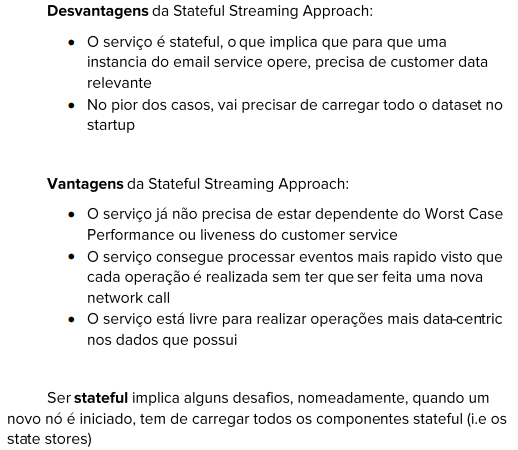 Desvantagens da Stateful Streaming Approach:
• O serviço é stateful, o que implica que para que uma
instancia do email service opere, precisa de customer data
relevante
• No pior dos casos, vai precisar de carregar todo o dataset no
startup
Vantagens da Stateful Streaming Approach:
• O serviço já não precisa de estar dependente do Worst Case
Performance ou liveness do customer service
• O serviço consegue processar eventos mais rapido visto que
cada operação é realizada sem ter que ser feita uma nova
network call
• O serviço está livre para realizar operações mais data-centric
nos dados que possui
Ser stateful implica alguns desafios, nomeadamente, quando um
novo nó é iniciado, tem de carregar todos os componentes stateful (i.e os
state stores)